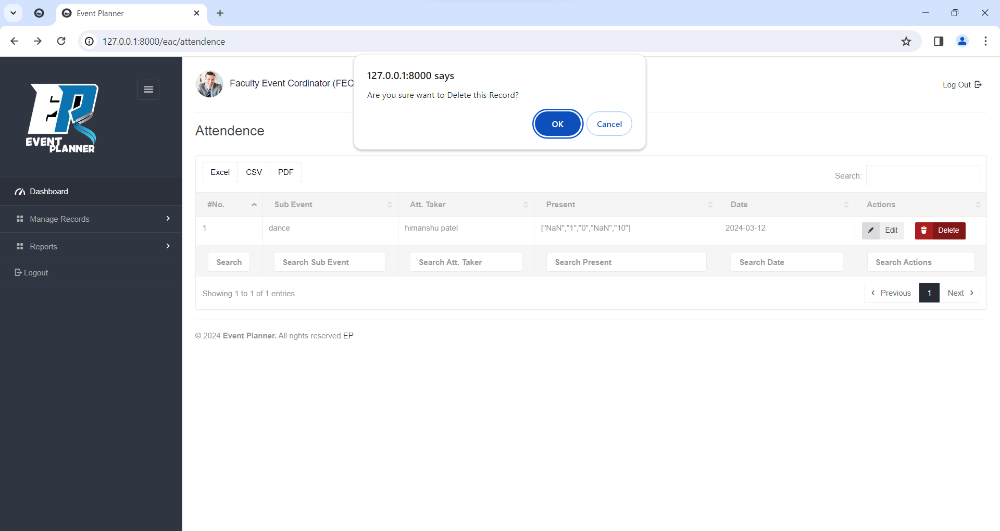 Event Planner
127.0.0.1:8000/eac/attendence
127.0.0.1:8000 says
Are you sure want to Delete this Record?
OK
Cancel
EP
EVENT
PLANNER
Faculty Event Cordinator (FEC
Log Out
Attendence
Dashboard
Manage Records
Reports
Logout
Excel
CSV
PDF
Search:
#No.
Sub Event
Att. Taker
Present
Date
Actions
1
dance
himanshu patel
["NaN","1","0","NaN","10"]
2024-03-12
Edit
Delete
Search
Search Sub Event
Search Att. Taker
Search Present
Search Date
Search Actions
Showing 1 to 1 of 1 entries
Previous
1
Next
© 2024 Event Planner. All rights reserved.EP